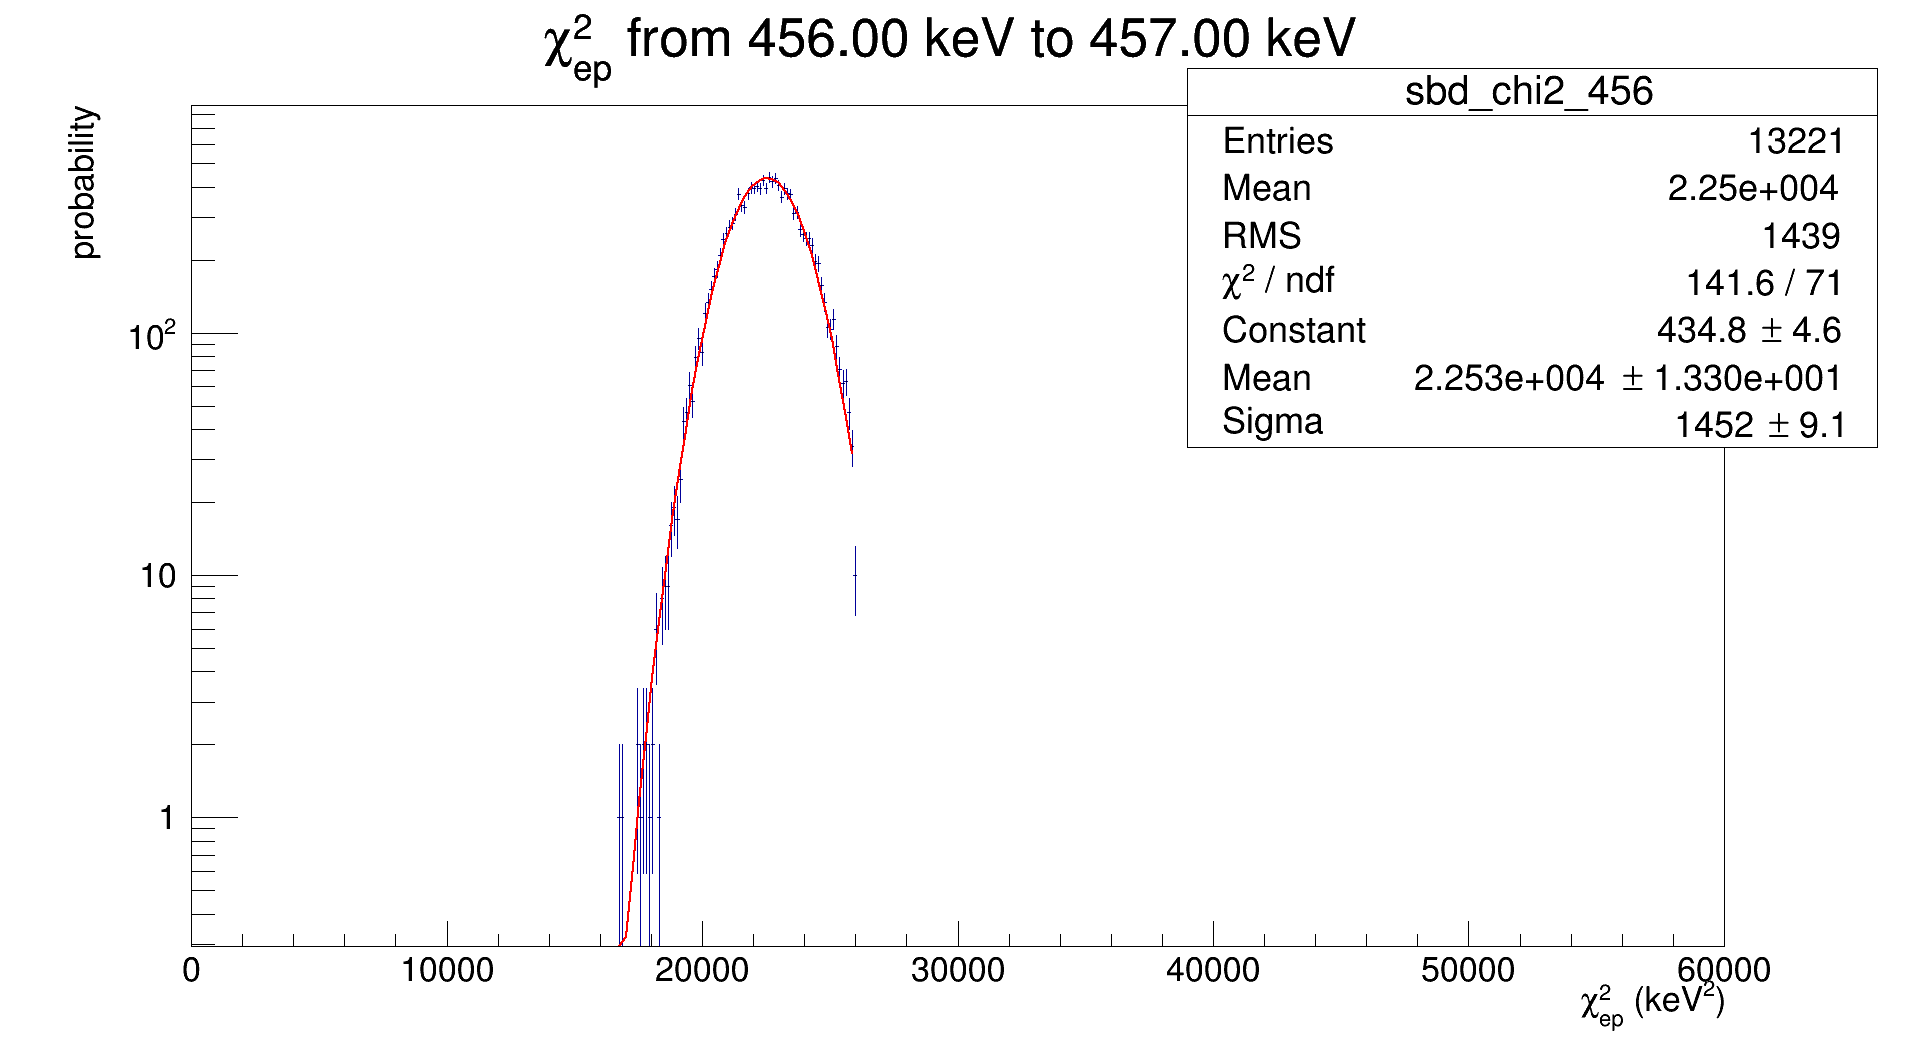 χ²ep from 456.00 keV to 457.00 keV
sbd_chi2_456
Entries 13221
Mean 2.25e+004
RMS 1439
χ² / ndf 141.6 / 71
Constant 434.8 ± 4.6
Mean 2.253e+004 ± 1.330e+001
Sigma 1452 ± 9.1
probability
10²
10
1
0 10000 20000 30000 40000 50000 60000
χ²ep (keV²)